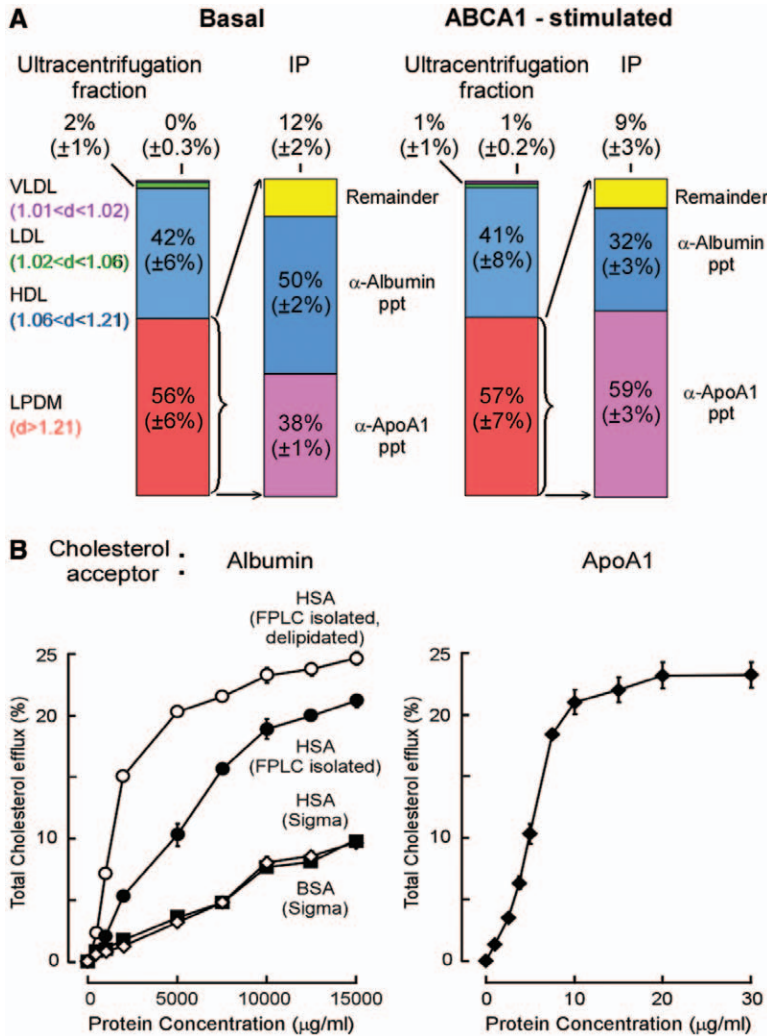 A
Basal
ABCA1 - stimulated
Ultracentrifugation
fraction
IP
Ultracentrifugation
fraction
IP
2%
(±1%)
0%
(±0.3%)
12%
(±2%)
1%
(±1%)
1%
(±0.2%)
9%
(±3%)
VLDL
(1.01<d<1.02)
LDL
(1.02<d<1.06)
HDL
(1.06<d<1.21)
LPDM
(d>1.21)
42%
(±6%)
56%
(±6%)
50%
(±2%)
38%
(±1%)
Remainder
α-Albumin
ppt
α-ApoA1
ppt
41%
(±8%)
57%
(±7%)
32%
(±3%)
59%
(±3%)
Remainder
α-Albumin
ppt
α-ApoA1
ppt
B
Cholesterol
acceptor :
Albumin
ApoA1
HSA
(FPLC isolated,
delipidated)
HSA
(FPLC isolated)
HSA
(Sigma)
BSA
(Sigma)
Total Cholesterol efflux (%)
25
20
10
0
0 5000 10000 15000
Protein Concentration (μg/ml)
Total Cholesterol efflux (%)
25
20
10
0
0 10 20 30
Protein Concentration (μg/ml)